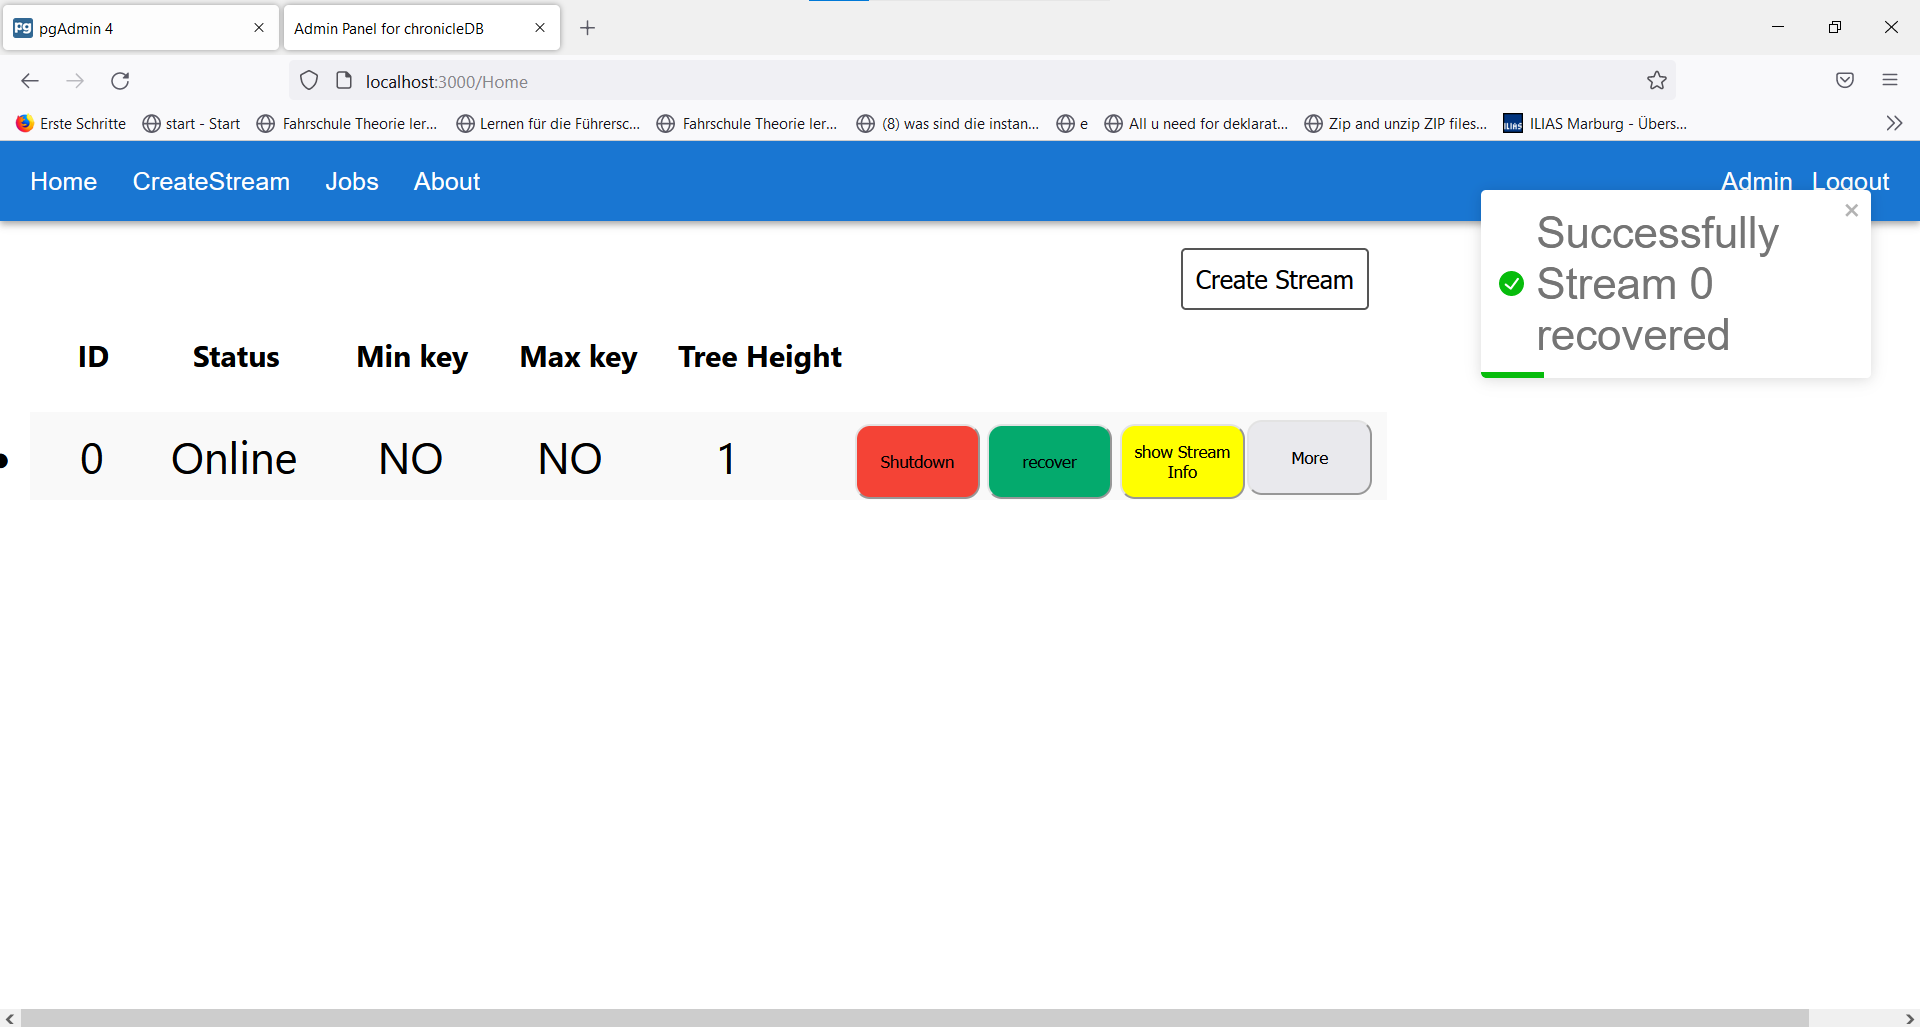 pgAdmin 4
Admin Panel for chronicleDB
localhost:3000/Home
Erste Schritte
start - Start
Fahrschule Theorie ler...
Lernen für die Führersc...
Fahrschule Theorie ler...
(8) was sind die instan...
e
All u need for deklarat...
Zip and unzip ZIP files...
ILIAS Marburg - Übers...
Home CreateStream Jobs About
Admin Logout
Successfully
Stream 0
recovered
Create Stream
ID Status Min key Max key Tree Height
0 Online NO NO 1
Shutdown
recover
show Stream
Info
More